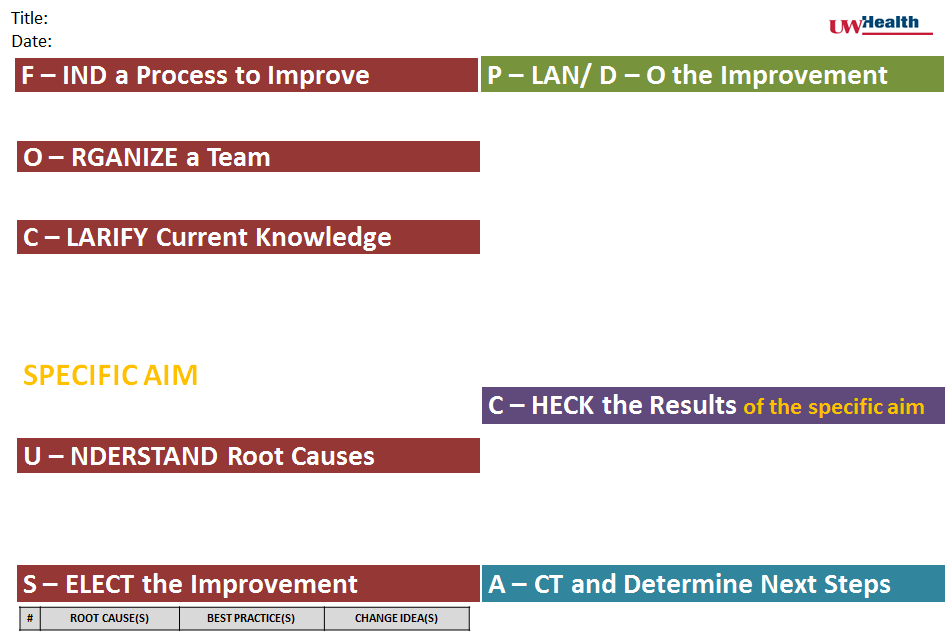 Title:
Date:
UWHealth
F – IND a Process to Improve
O – RGANIZE a Team
C – LARIFY Current Knowledge
SPECIFIC AIM
U – NDERSTAND Root Causes
S – ELECT the Improvement
# ROOT CAUSE(S) BEST PRACTICE(S) CHANGE IDEA(S)
P – LAN/ D – O the Improvement
C – HECK the Results of the specific aim
A – CT and Determine Next Steps